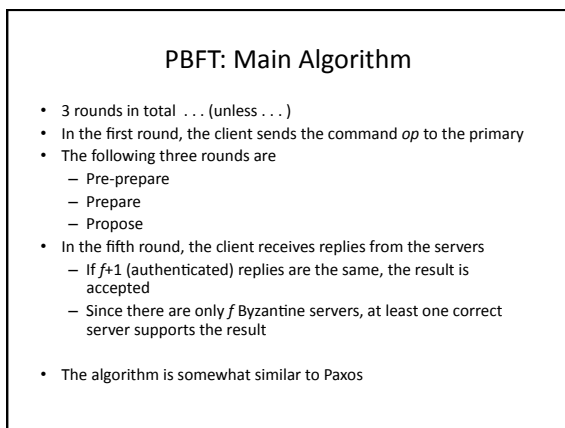 PBFT: Main Algorithm
• 3 rounds in total . . . (unless . . . )
• In the first round, the client sends the command op to the primary
• The following three rounds are
– Pre-prepare
– Prepare
– Propose
• In the fifth round, the client receives replies from the servers
– If f+1 (authenticated) replies are the same, the result is
accepted
– Since there are only f Byzantine servers, at least one correct
server supports the result
• The algorithm is somewhat similar to Paxos